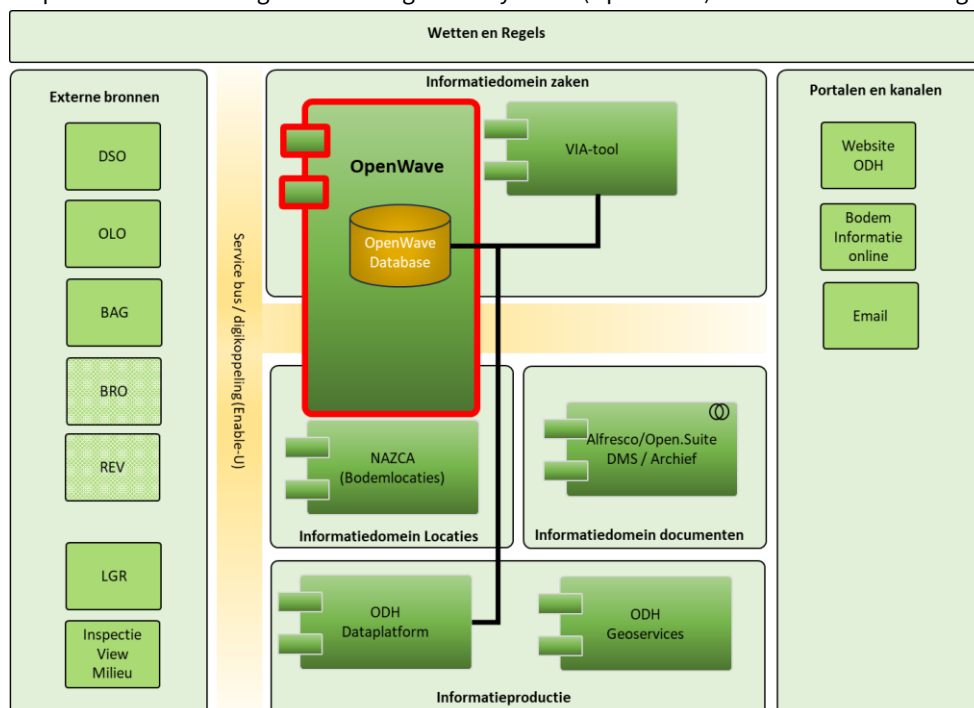 Wetten en Regels
Externe bronnen
DSO
OLO
BAG
BRO
REV
LGR
Inspectie
View
Milieu
Service bus / digikoppeling (Enable-U)
Informatiedomein zaken
OpenWave
OpenWave
Database
VIA-tool
NAZCA
(Bodemlocaties)
Informatiedomein Locaties
Alfresco/Open.Suite
DMS / Archief
Informatiedomein documenten
ODH
Dataplatform
ODH
Geoservices
Informatieproductie
Portalen en kanalen
Website
ODH
Bodem
Informatie
online
Email